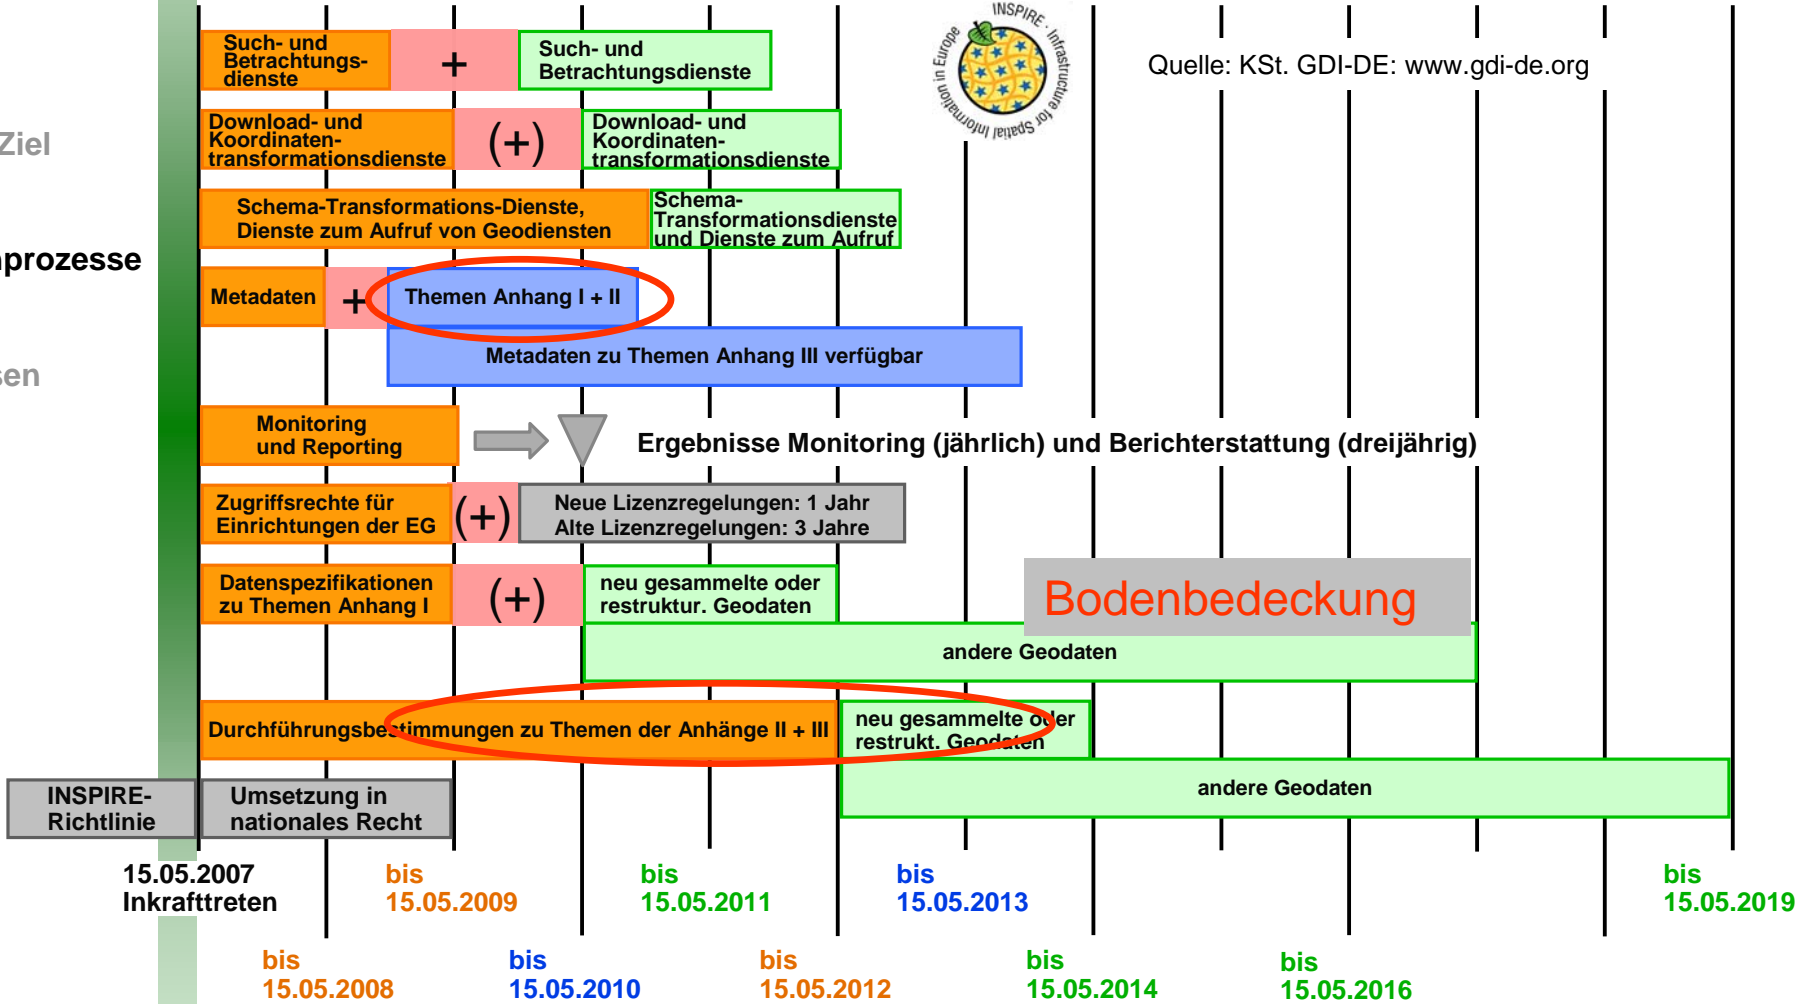 Such- und
Betrachtungs-
dienste
+
Such- und
Betrachtungsdienste
INSPIRE · Infrastructure for Spatial Information in Europe
Quelle: KSt. GDI-DE: www.gdi-de.org
Ziel
Download- und
Koordinaten-
transformationsdienste
(+)
Download- und
Koordinaten-
transformationsdienste
Schema-Transformations-Dienste,
Dienste zum Aufruf von Geodiensten
Schema-
Transformationsdienste
und Dienste zum Aufruf
prozesse
Metadaten
+
Themen Anhang I + II
Metadaten zu Themen Anhang III verfügbar
sen
Monitoring
und Reporting
Ergebnisse Monitoring (jährlich) und Berichterstattung (dreijährig)
Zugriffsrechte für
Einrichtungen der EG
(+)
Neue Lizenzregelungen: 1 Jahr
Alte Lizenzregelungen: 3 Jahre
Datenspezifikationen
zu Themen Anhang I
(+)
neu gesammelte oder
restruktur. Geodaten
Bodenbedeckung
andere Geodaten
Durchführungsbestimmungen zu Themen der Anhänge II + III
neu gesammelte oder
restrukt. Geodaten
andere Geodaten
INSPIRE-
Richtlinie
Umsetzung in
nationales Recht
15.05.2007
Inkrafttreten
bis
15.05.2009
bis
15.05.2011
bis
15.05.2013
bis
15.05.2019
bis
15.05.2008
bis
15.05.2010
bis
15.05.2012
bis
15.05.2014
bis
15.05.2016